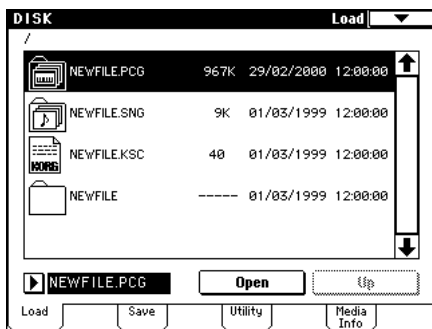 DISK Load
/
NEWFILE.PCG 967K 29/02/2000 12:00:00
NEWFILE.SNG 9K 01/03/1999 12:00:00
KORG NEWFILE.KSC 40 01/03/1999 12:00:00
NEWFILE ----- 01/03/1999 12:00:00
NEWFILE.PCG Open Up
Load Save Utility Media Info